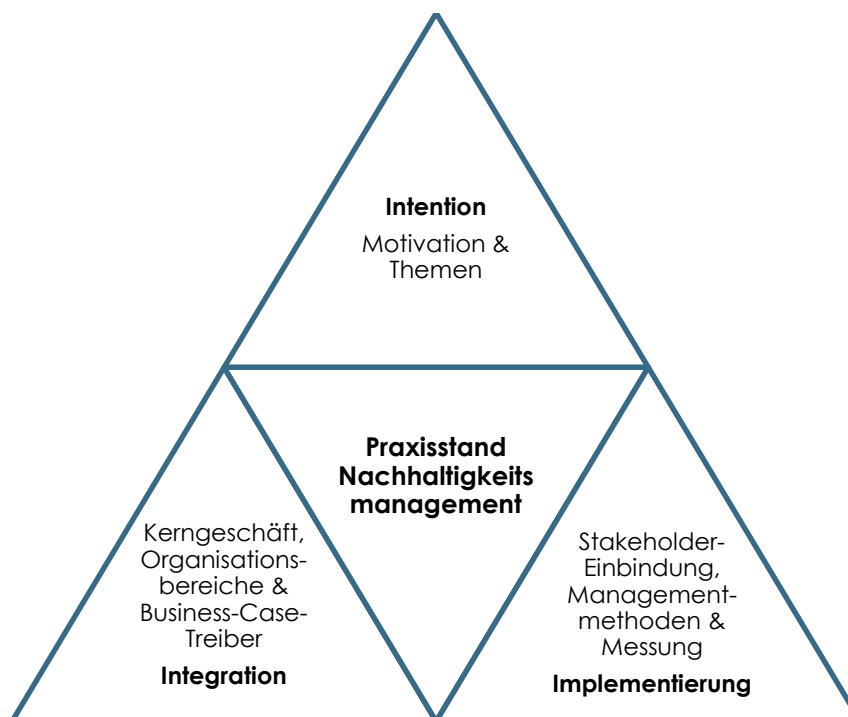 Intention
Motivation &
Themen
Praxisstand
Nachhaltigkeits
management
Kerngeschäft,
Organisations-
bereiche &
Business-Case-
Treiber
Integration
Stakeholder-
Einbindung,
Management-
methoden &
Messung
Implementierung